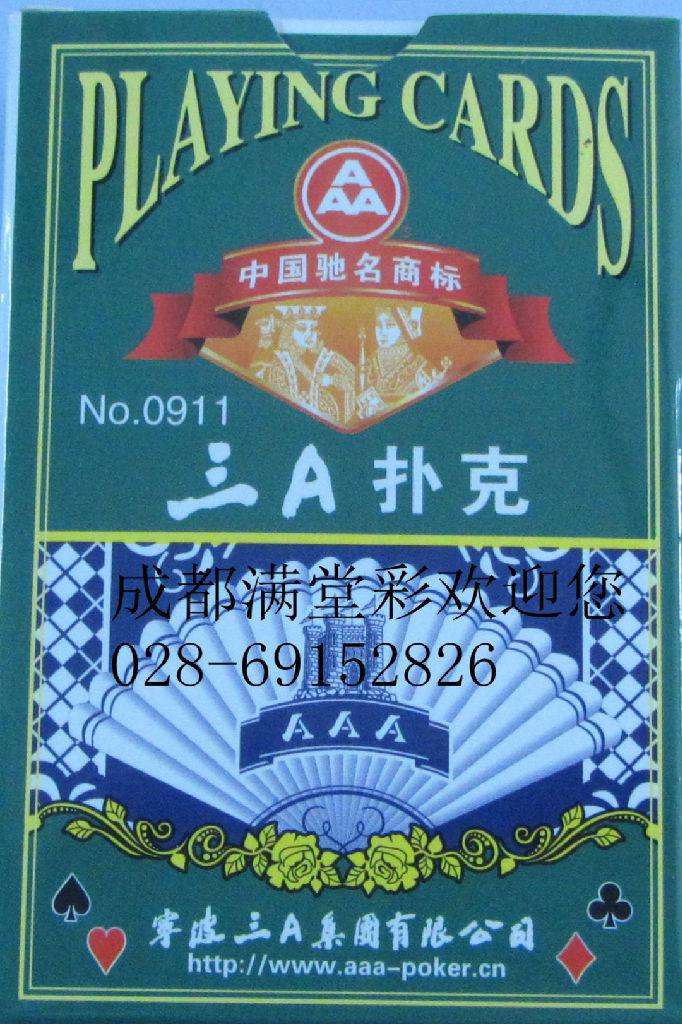 PLAYING CARDS
A
AA
中国驰名商标
No.0911
三A扑克
成都满堂彩欢迎您
028-69152826
AAA
宁波三A集团有限公司
http://www.aaa-poker.cn